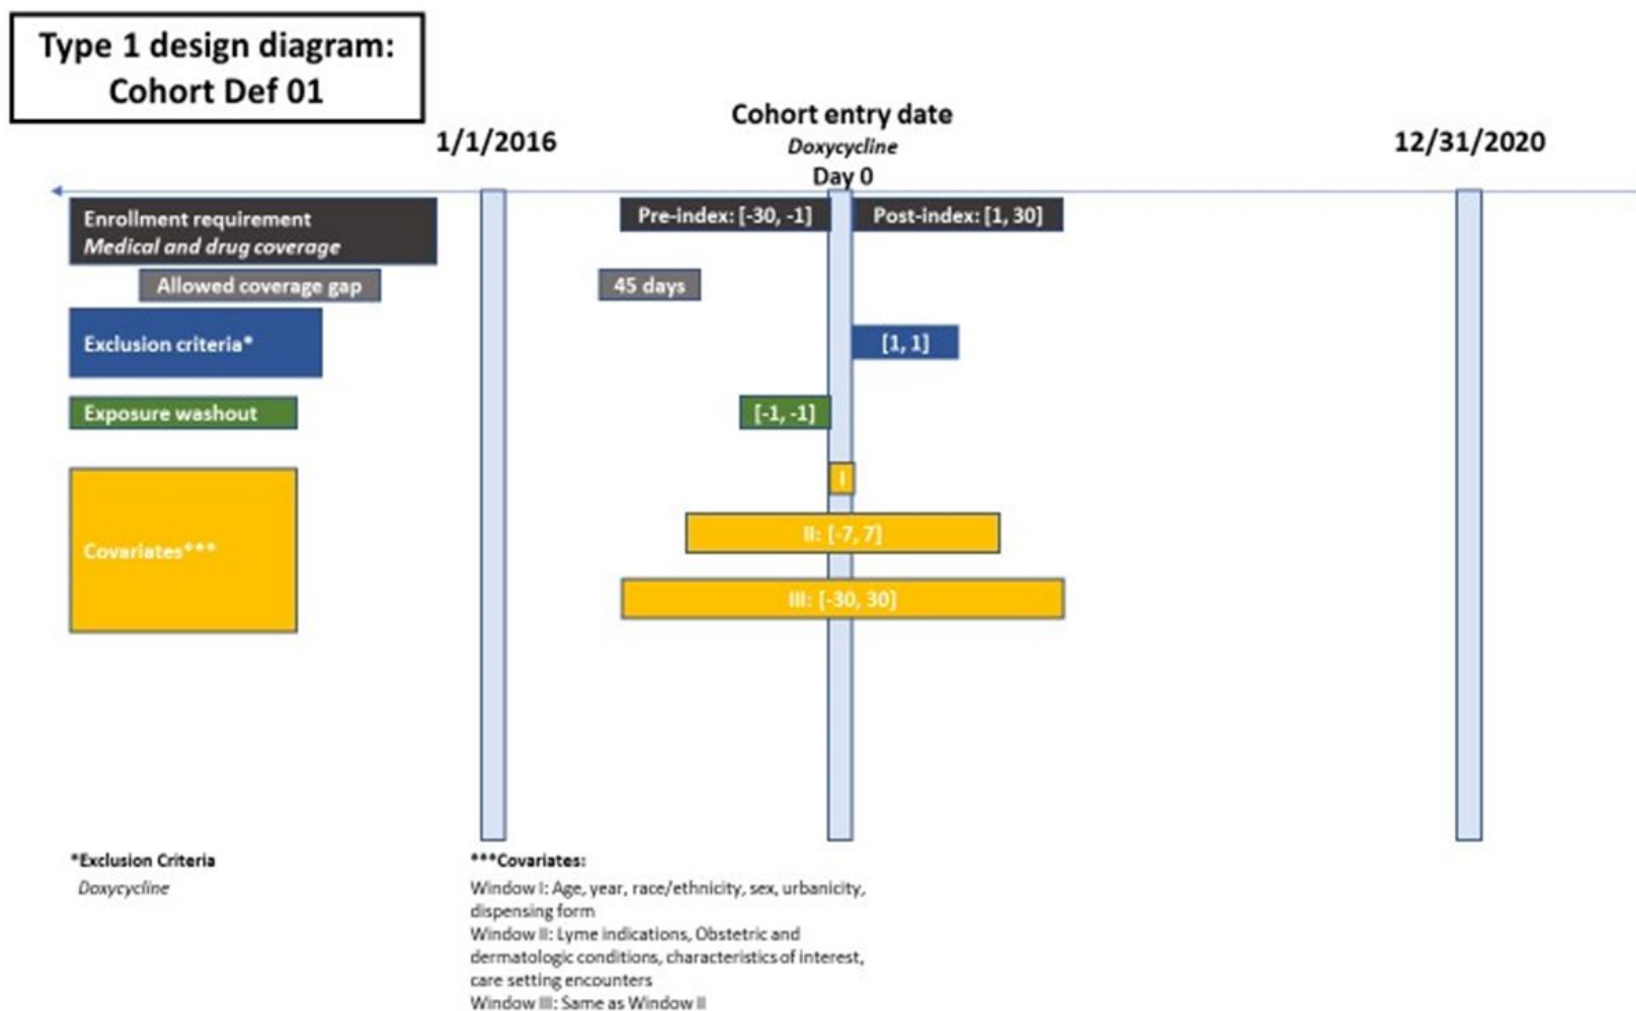 Type 1 design diagram:
Cohort Def 01
Cohort entry date
1/1/2016
Doxycycline
12/31/2020
Day 0
Enrollment requirement
Medical and drug coverage
Pre-index: [-30, -1]
Post-index: [1, 30]
Allowed coverage gap
45 days
Exclusion criteria*
[1, 1]
Exposure washout
[-1, -1]
I
II: [-7, 7]
Covariates***
III: [-30, 30]
*Exclusion Criteria
Doxycycline
***Covariates:
Window I: Age, year, race/ethnicity, sex, urbanicity,
dispensing form
Window II: Lyme indications, Obstetric and
dermatologic conditions, characteristics of interest,
care setting encounters
Window III: Same as Window II